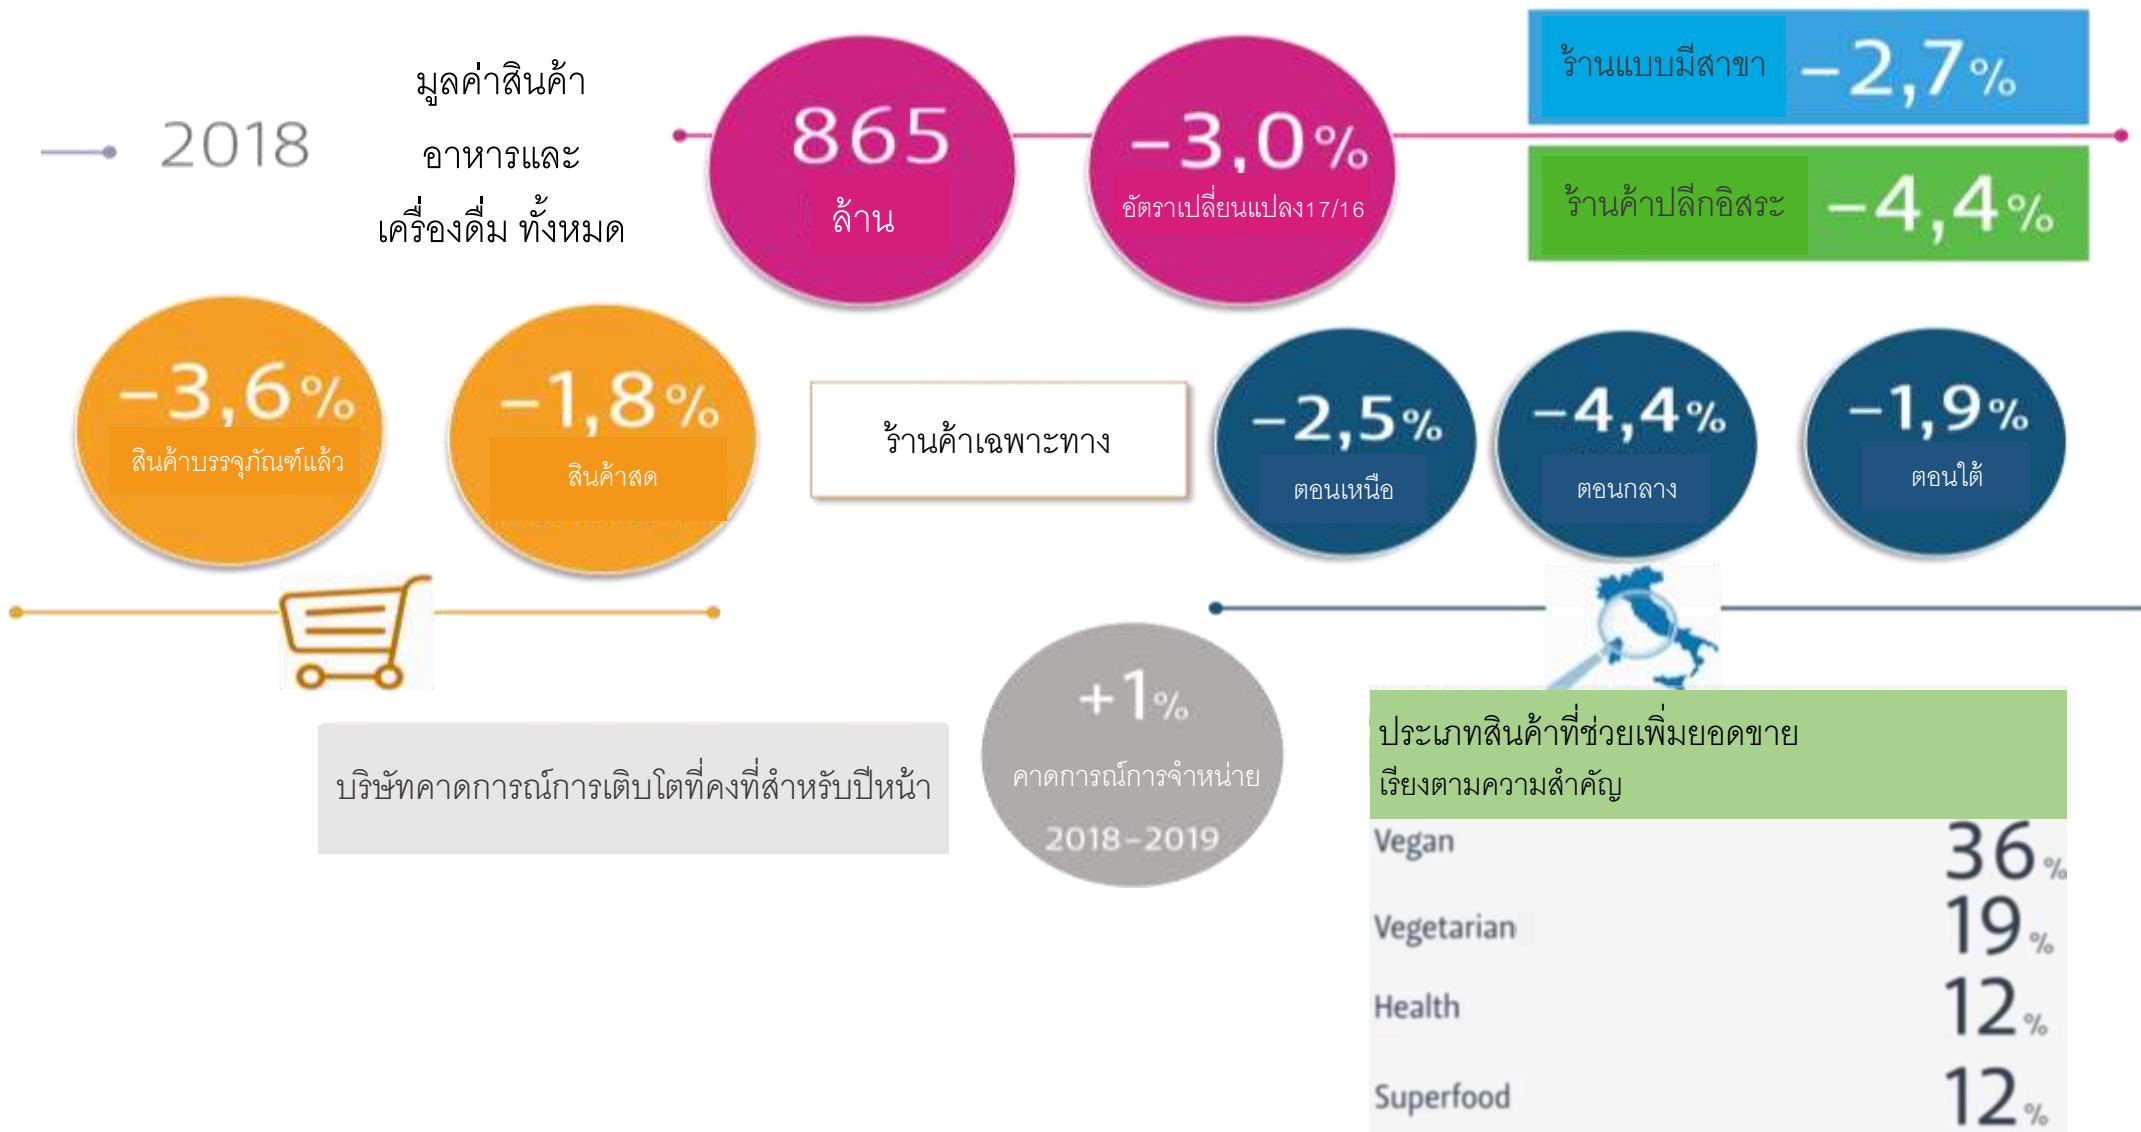 2018
มูลค่าสินค้า
อาหารและ
เครื่องดื่ม ทั้งหมด
865
ล้าน
–3,0%
อัตราเปลี่ยนแปลง17/16
ร้านแบบมีสาขา –2,7%
ร้านค้าปลีกอิสระ –4,4%
–3,6%
สินค้าบรรจุภัณฑ์แล้ว
–1,8%
สินค้าสด
ร้านค้าเฉพาะทาง
–2,5%
ตอนเหนือ
–4,4%
ตอนกลาง
–1,9%
ตอนใต้
บริษัทคาดการณ์การเติบโตที่คงที่สำหรับปีหน้า
+1%
คาดการณ์การจำหน่าย
2018–2019
ประเภทสินค้าที่ช่วยเพิ่มยอดขาย
เรียงตามความสำคัญ
Vegan 36%
Vegetarian 19%
Health 12%
Superfood 12%